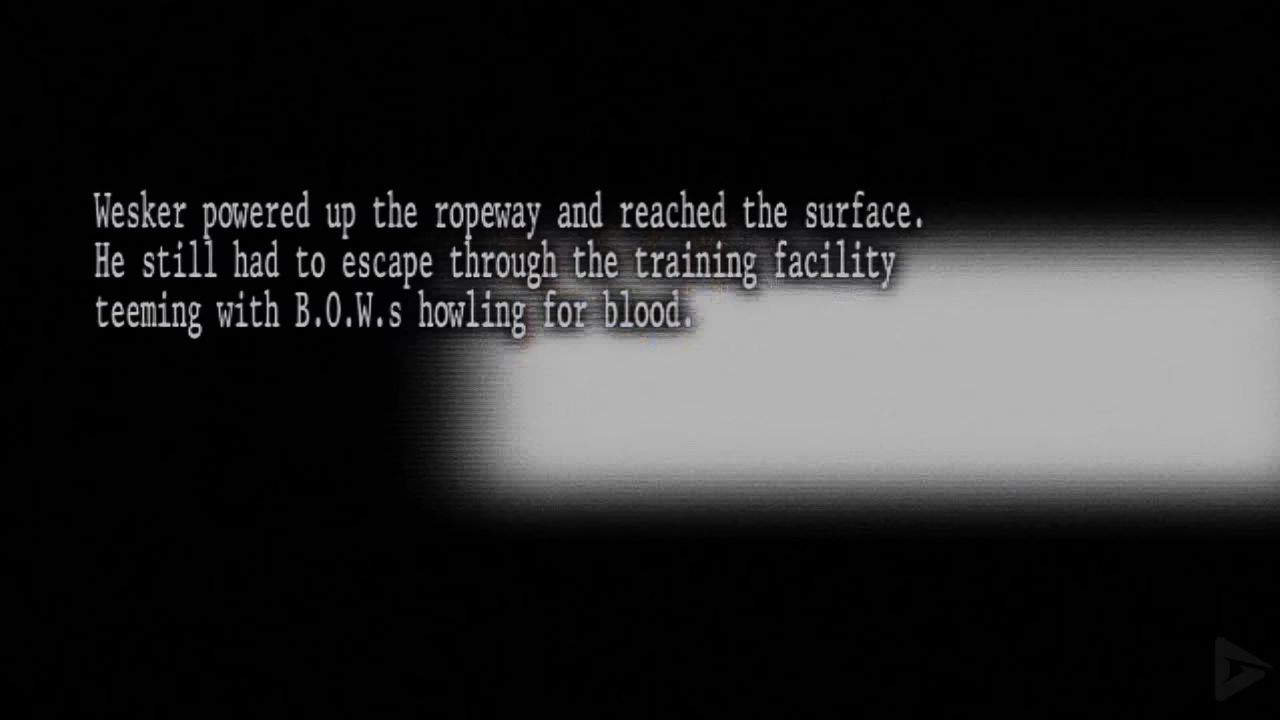 Wesker powered up the ropeway and reached the surface.
He still had to escape through the training facility
teeming with B.O.W.s howling for blood.